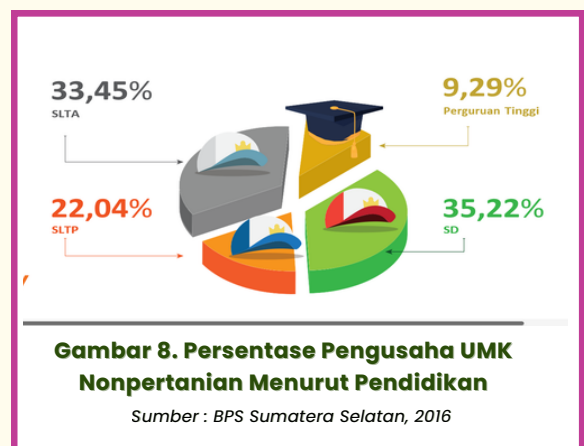 33,45%
SLTA
9,29%
Perguruan Tinggi
22,04%
SLTP
35,22%
SD
Gambar 8. Persentase Pengusaha UMK
Nonpertanian Menurut Pendidikan
Sumber : BPS Sumatera Selatan, 2016